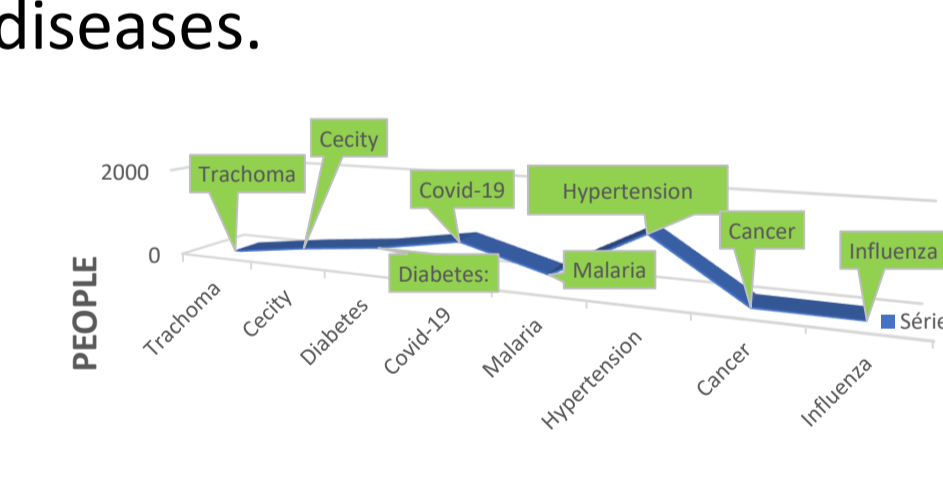 diseases.
Cecity
Trachoma
2000
Covid-19
Hypertension
Cancer
Influenza
0
Diabetes:
Malaria
PEOPLE
Trachoma
Cecity
Diabetes
Covid-19
Malaria
Hypertension
Cancer
Influenza
Série